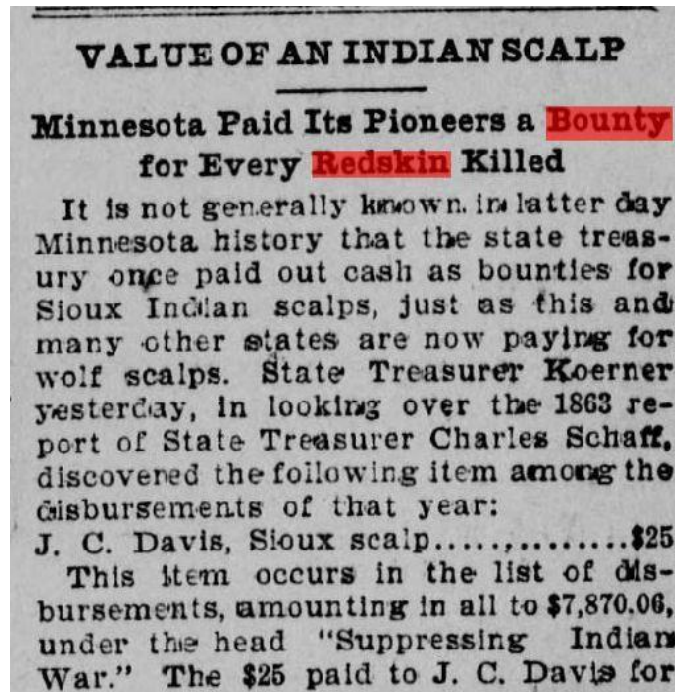 VALUE OF AN INDIAN SCALP
Minnesota Paid Its Pioneers a Bounty
for Every Redskin Killed
It is not generally known in latter day
Minnesota history that the state treas-
ury once paid out cash as bounties for
Sioux Indian scalps, just as this and
many other states are now paying for
wolf scalps. State Treasurer Koerner
yesterday, in looking over the 1863 re-
port of State Treasurer Charles Schaff,
discovered the following item among the
disbursements of that year:
J. C. Davis, Sioux scalp..................$25
This item occurs in the list of dis-
bursements, amounting in all to $7,870.06,
under the head "Suppressing Indian
War." The $25 paid to J. C. Davis for